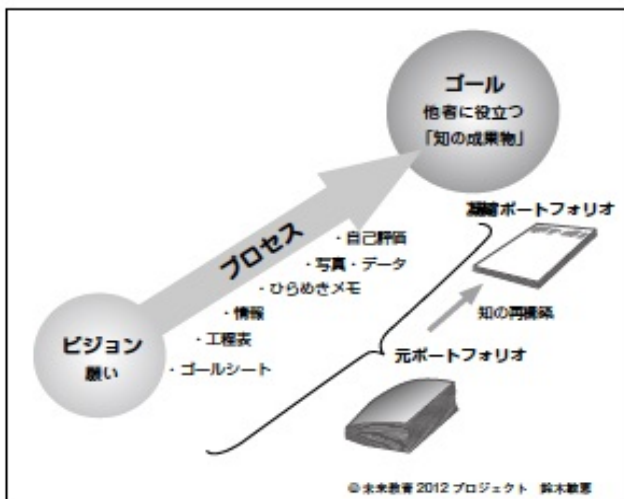 ゴール
他者に役立つ
「知の成果物」
凝縮ポートフォリオ
プロセス
・自己評価
・写真・データ
・ひらめきメモ
・情報
・工程表
・ゴールシート
知の再構築
ビジョン
願い
元ポートフォリオ
©未来教育2012プロジェクト 鈴木敏恵